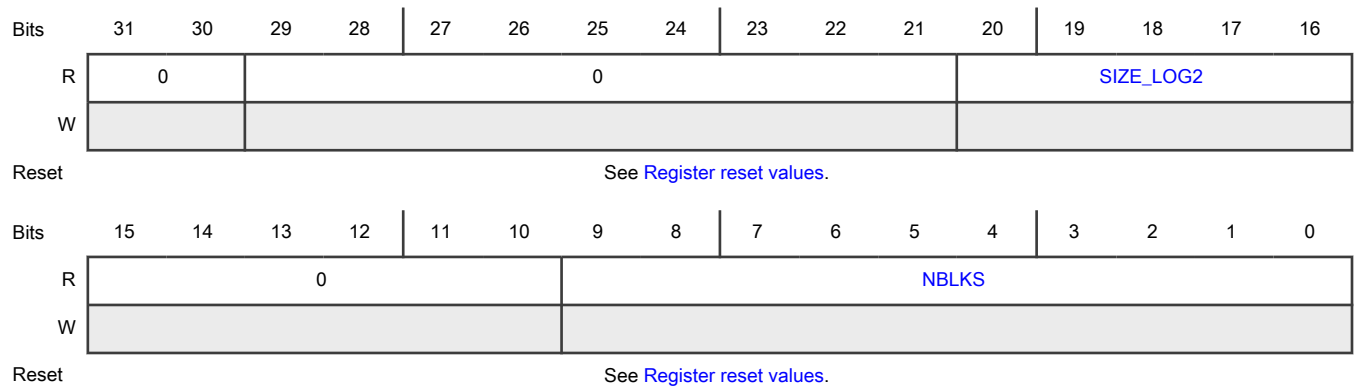 Bits 31 30 29 28 27 26 25 24 23 22 21 20 19 18 17 16
R 0 0 SIZE_LOG2
W
Reset See Register reset values.
Bits 15 14 13 12 11 10 9 8 7 6 5 4 3 2 1 0
R 0 NBLKS
W
Reset See Register reset values.